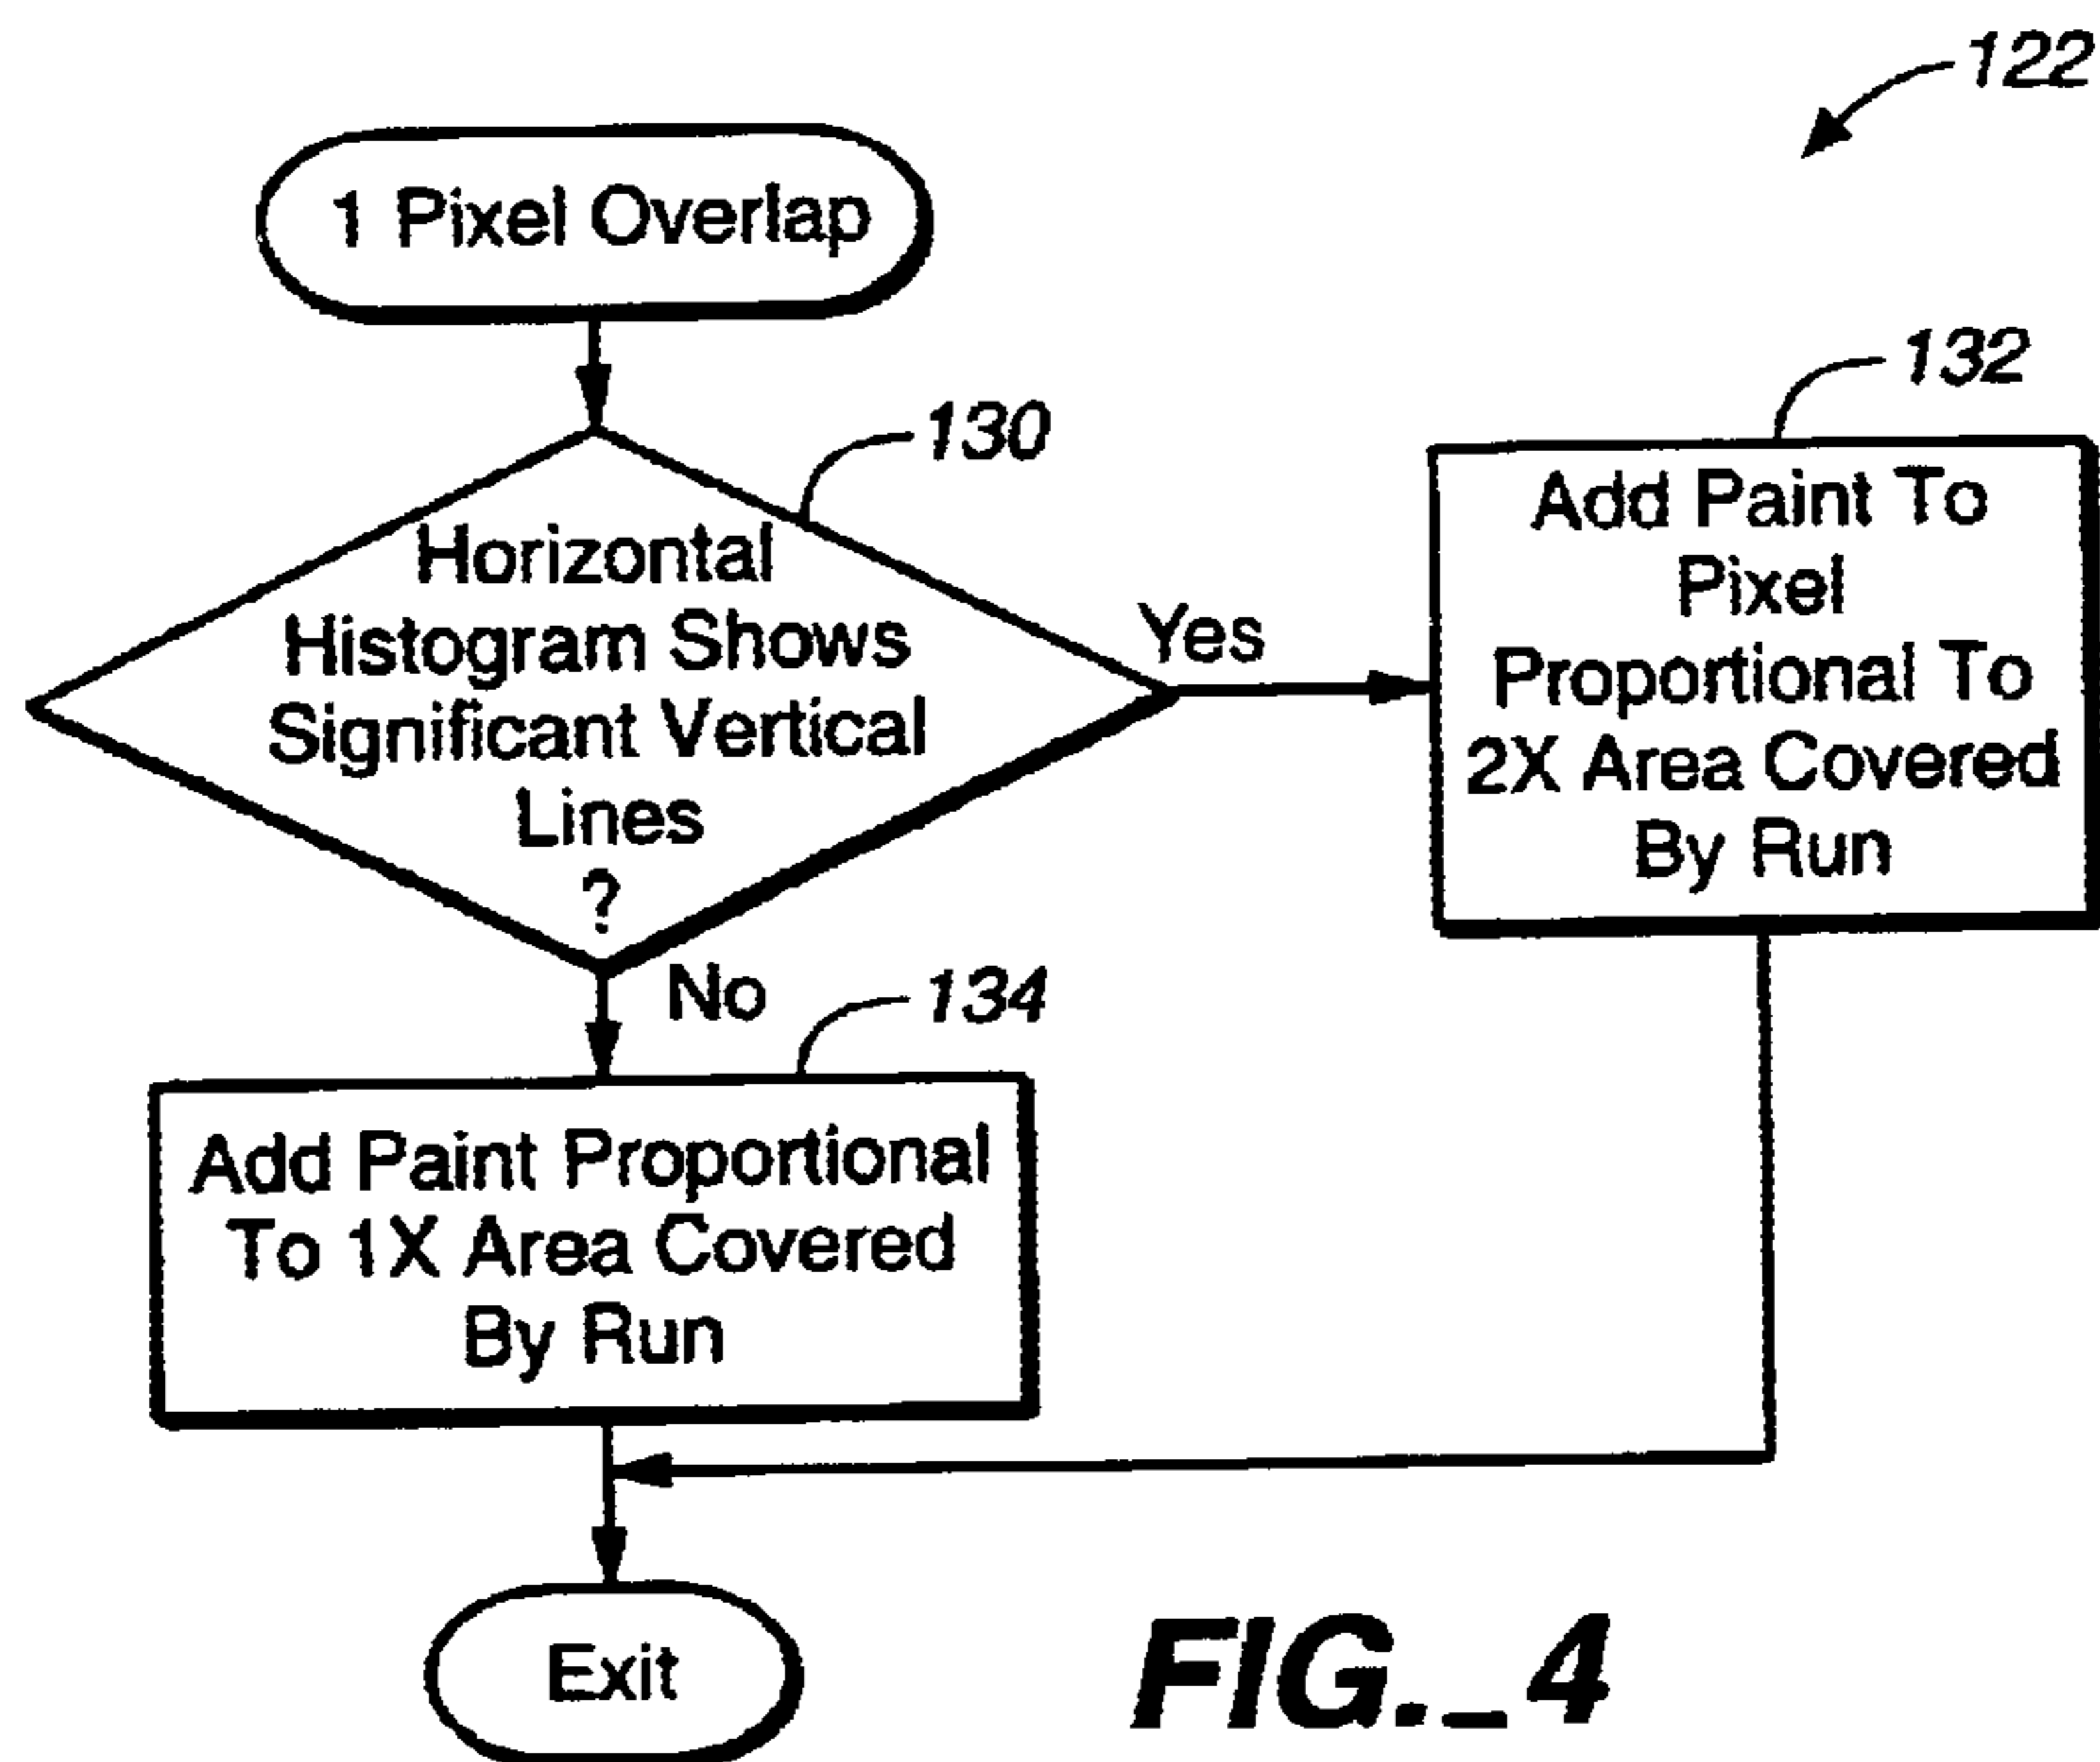 122
1 Pixel Overlap
130
Horizontal
Histogram Shows
Significant Vertical
Lines
?
Yes
132
Add Paint To
Pixel
Proportional To
2X Area Covered
By Run
No
134
Add Paint Proportional
To 1X Area Covered
By Run
Exit
FIG._4